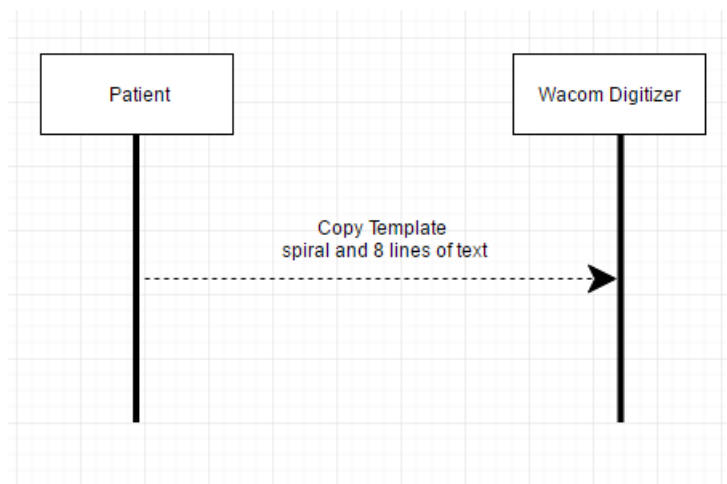 Patient
Wacom Digitizer
Copy Template
spiral and 8 lines of text